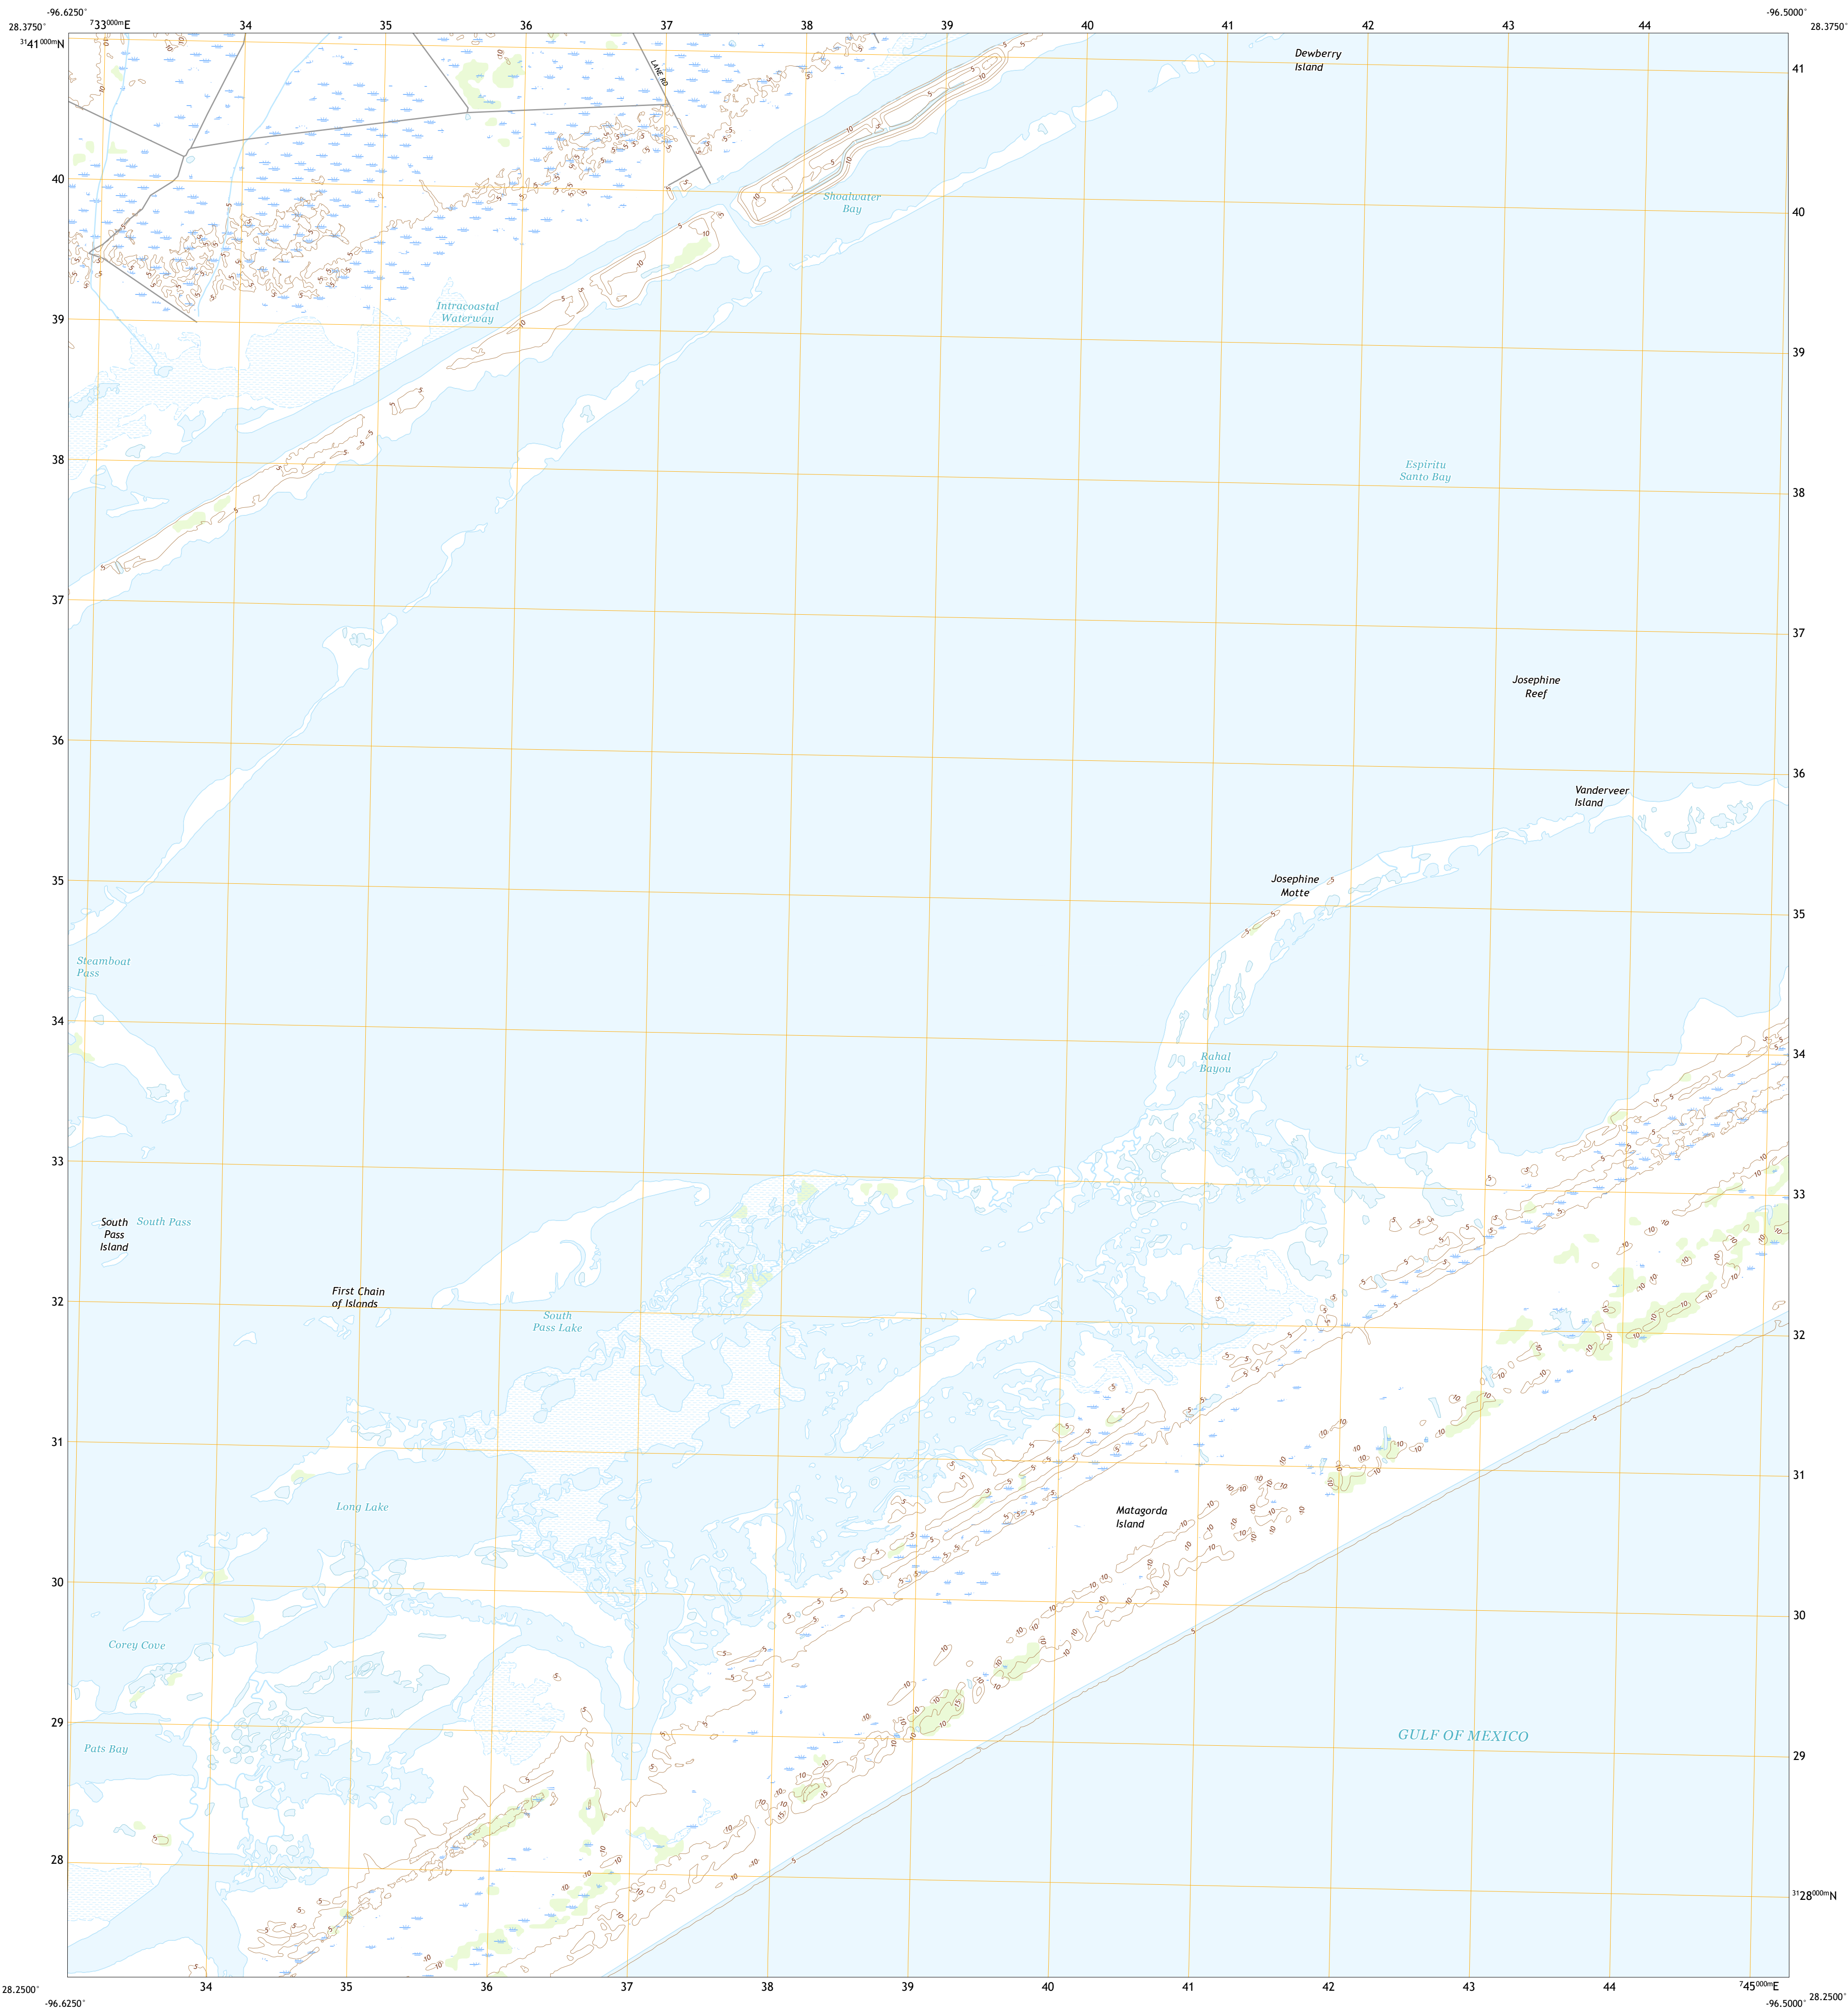 -96.6250°
-96.5000°
28.3750°
⁷33⁰⁰⁰ᵐE
34
35
36
37
38
39
40
41
42
43
44
28.3750°
³¹41⁰⁰⁰ᵐN
41
LANE RD
Dewberry
Island
40
40
Shoalwater
Bay
Intracoastal
Waterway
39
39
38
38
Espiritu
Santo Bay
37
37
Josephine
Reef
36
36
Vanderveer
Island
35
35
Josephine
Motte
Steamboat
Pass
34
34
Rahal
Bayou
33
33
South
Pass
Island
South Pass
First Chain
of Islands
32
32
South
Pass Lake
31
31
Long Lake
Matagorda
Island
30
30
Corey Cove
29
29
Pats Bay
GULF OF MEXICO
28
³¹28⁰⁰⁰ᵐN
28.2500°
34
35
36
37
38
39
40
41
42
43
44
⁷45⁰⁰⁰ᵐE
28.2500°
-96.6250°
-96.5000°